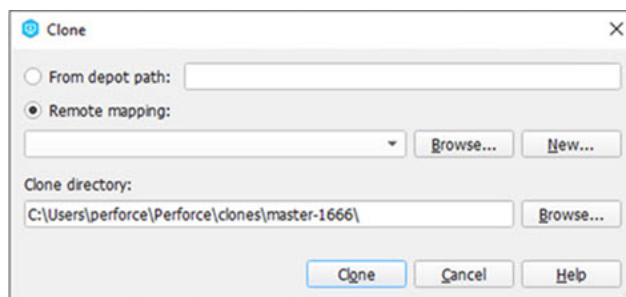 Clone
From depot path:
Remote mapping:
Browse... New...
Clone directory:
C:\Users\perforce\Perforce\clones\master-1666\ Browse...
Clone Cancel Help